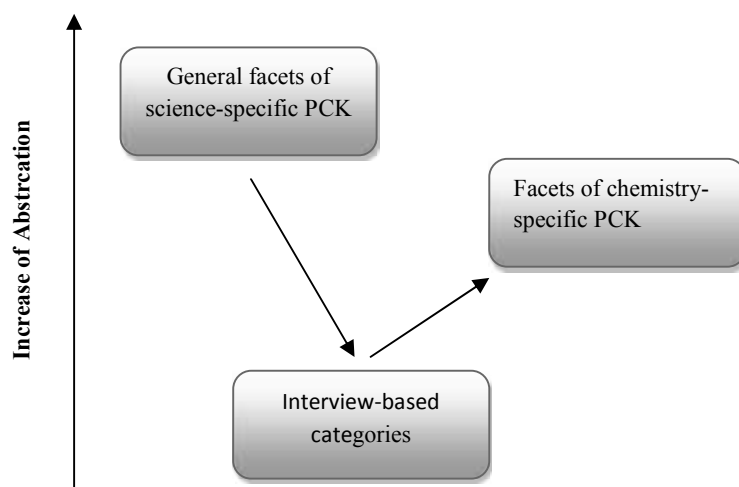 General facets of
science-specific PCK
Facets of chemistry-
specific PCK
Interview-based
categories
Increase of Abstrcation